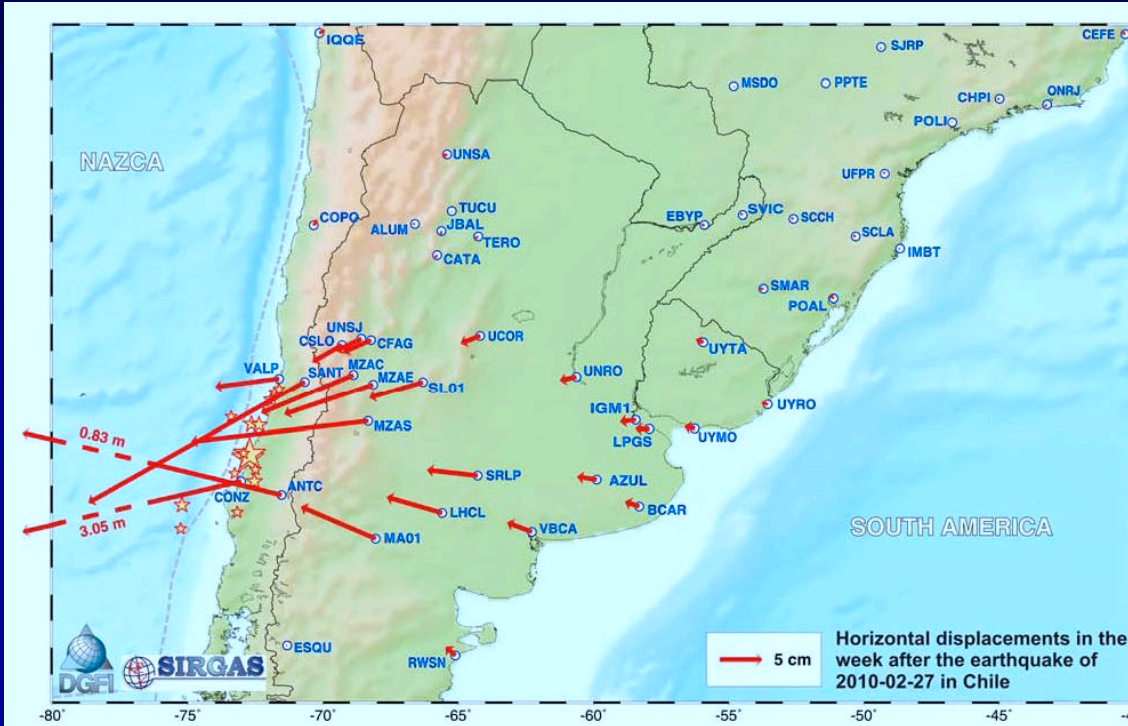 IQQE
CEFE
SJRP
MSDO
PPTE
CHPI
ONRJ
POLI
NAZCA
UNSA
UFPR
TUCU
COPO
ALUM
JBAL
TERO
EBYP
SVIC
SCCH
SCLA
CATA
IMBT
SMAR
POAL
UNSJ
CSLO
CFAG
UCOR
UYTA
VALP
SANT
MZAC
MZAE
SL01
UNRO
UYRO
IGM1
MZAS
LPGS
UYMO
0.83 m
SRLP
AZUL
CONZ
ANTC
3.05 m
LHCL
BCAR
VBCA
SOUTH AMERICA
MA01
ESQU
RWSN
DGFI
SIRGAS
5 cm
Horizontal displacements in the
week after the earthquake of
2010-02-27 in Chile
-80° -75° -70° -65° -60° -55° -50° -45°